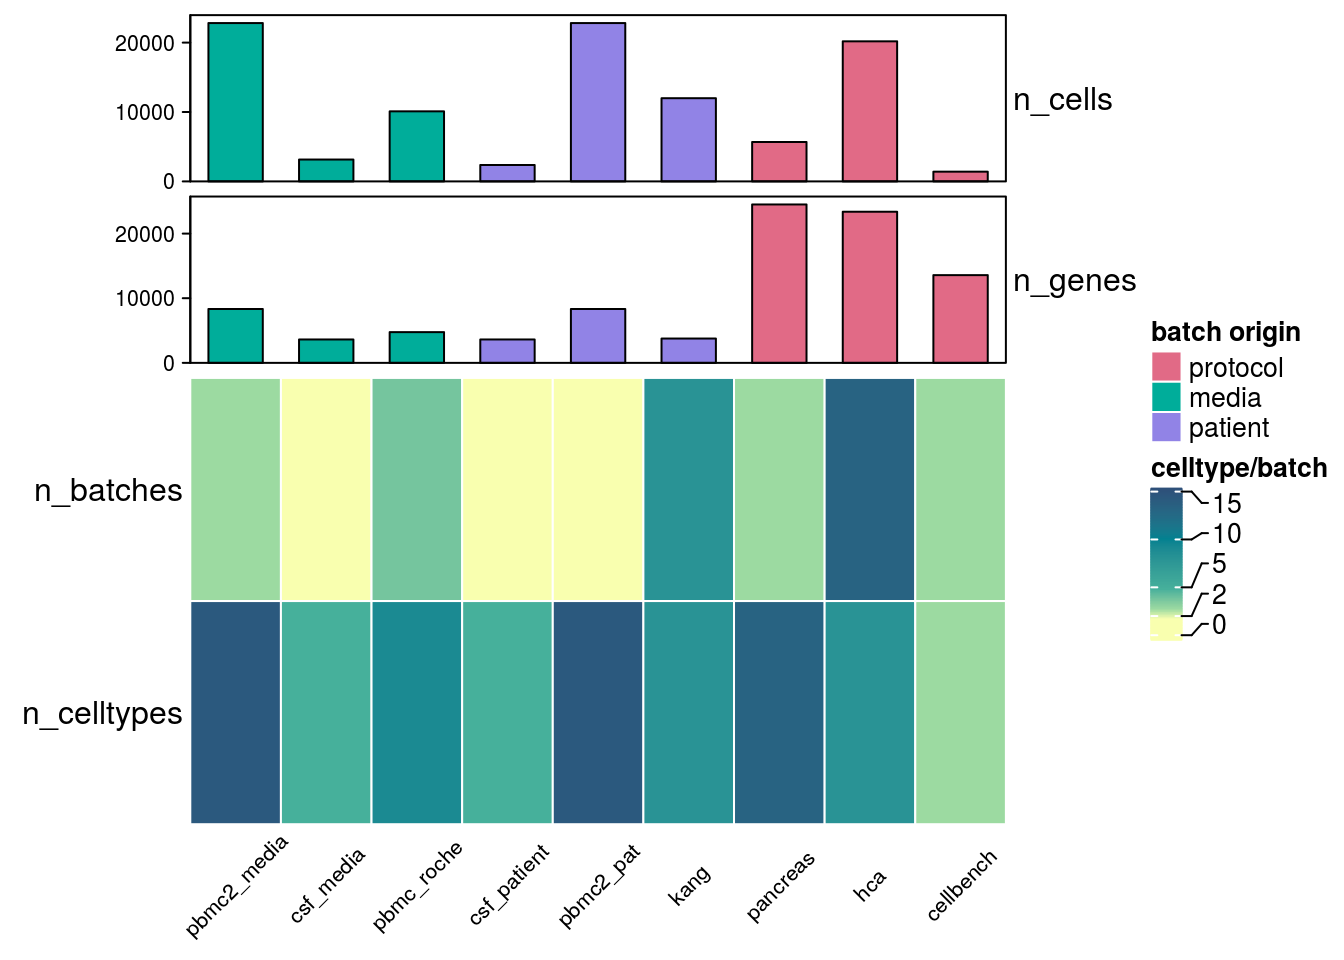 20000
10000
0
n_cells
20000
10000
0
n_genes
n_batches
n_celltypes
pbmc2_media
csf_media
pbmc_roche
csf_patient
pbmc2_pat
kang
pancreas
hca
cellbench
batch origin
protocol
media
patient
celltype/batch
15
10
5
2
0